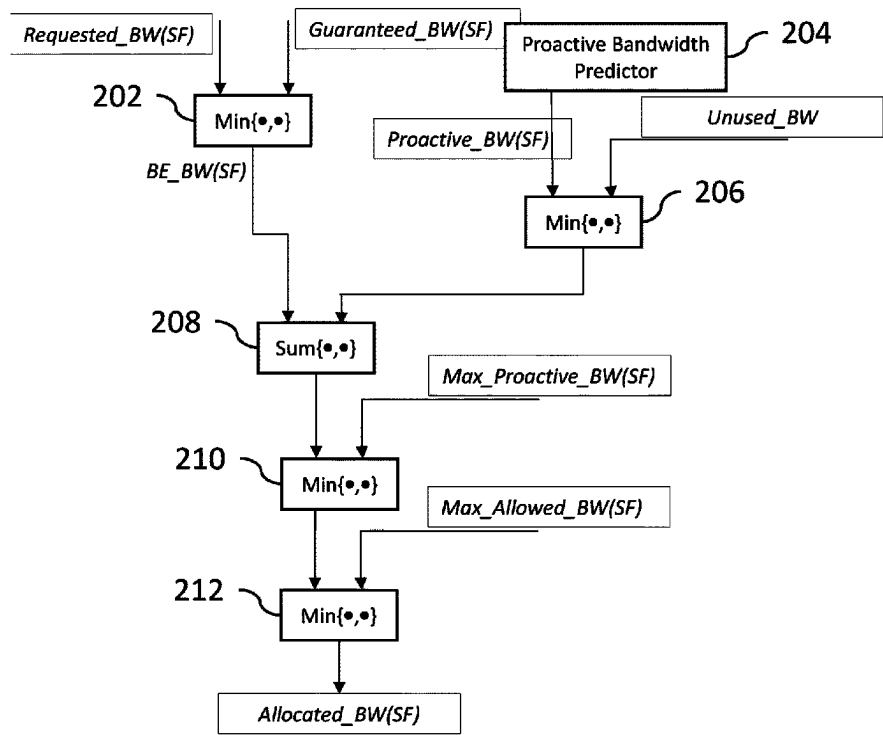 Requested_BW(SF)
Guaranteed_BW(SF)
Proactive Bandwidth
Predictor
204
202
Min{•,•}
Proactive_BW(SF)
Unused_BW
BE_BW(SF)
206
Min{•,•}
208
Sum{•,•}
Max_Proactive_BW(SF)
210
Min{•,•}
Max_Allowed_BW(SF)
212
Min{•,•}
Allocated_BW(SF)